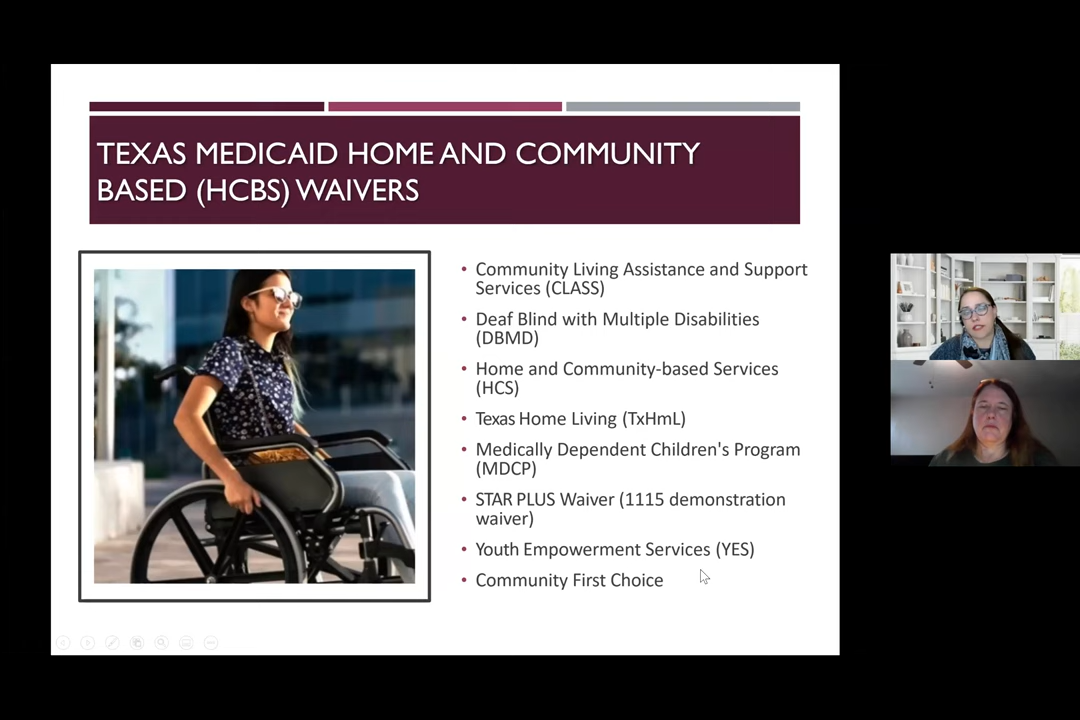 TEXAS MEDICAID HOME AND COMMUNITY
BASED (HCBS) WAIVERS
• Community Living Assistance and Support
Services (CLASS)
• Deaf Blind with Multiple Disabilities
(DBMD)
• Home and Community-based Services
(HCS)
• Texas Home Living (TxHmL)
• Medically Dependent Children's Program
(MDCP)
• STAR PLUS Waiver (1115 demonstration
waiver)
• Youth Empowerment Services (YES)
• Community First Choice